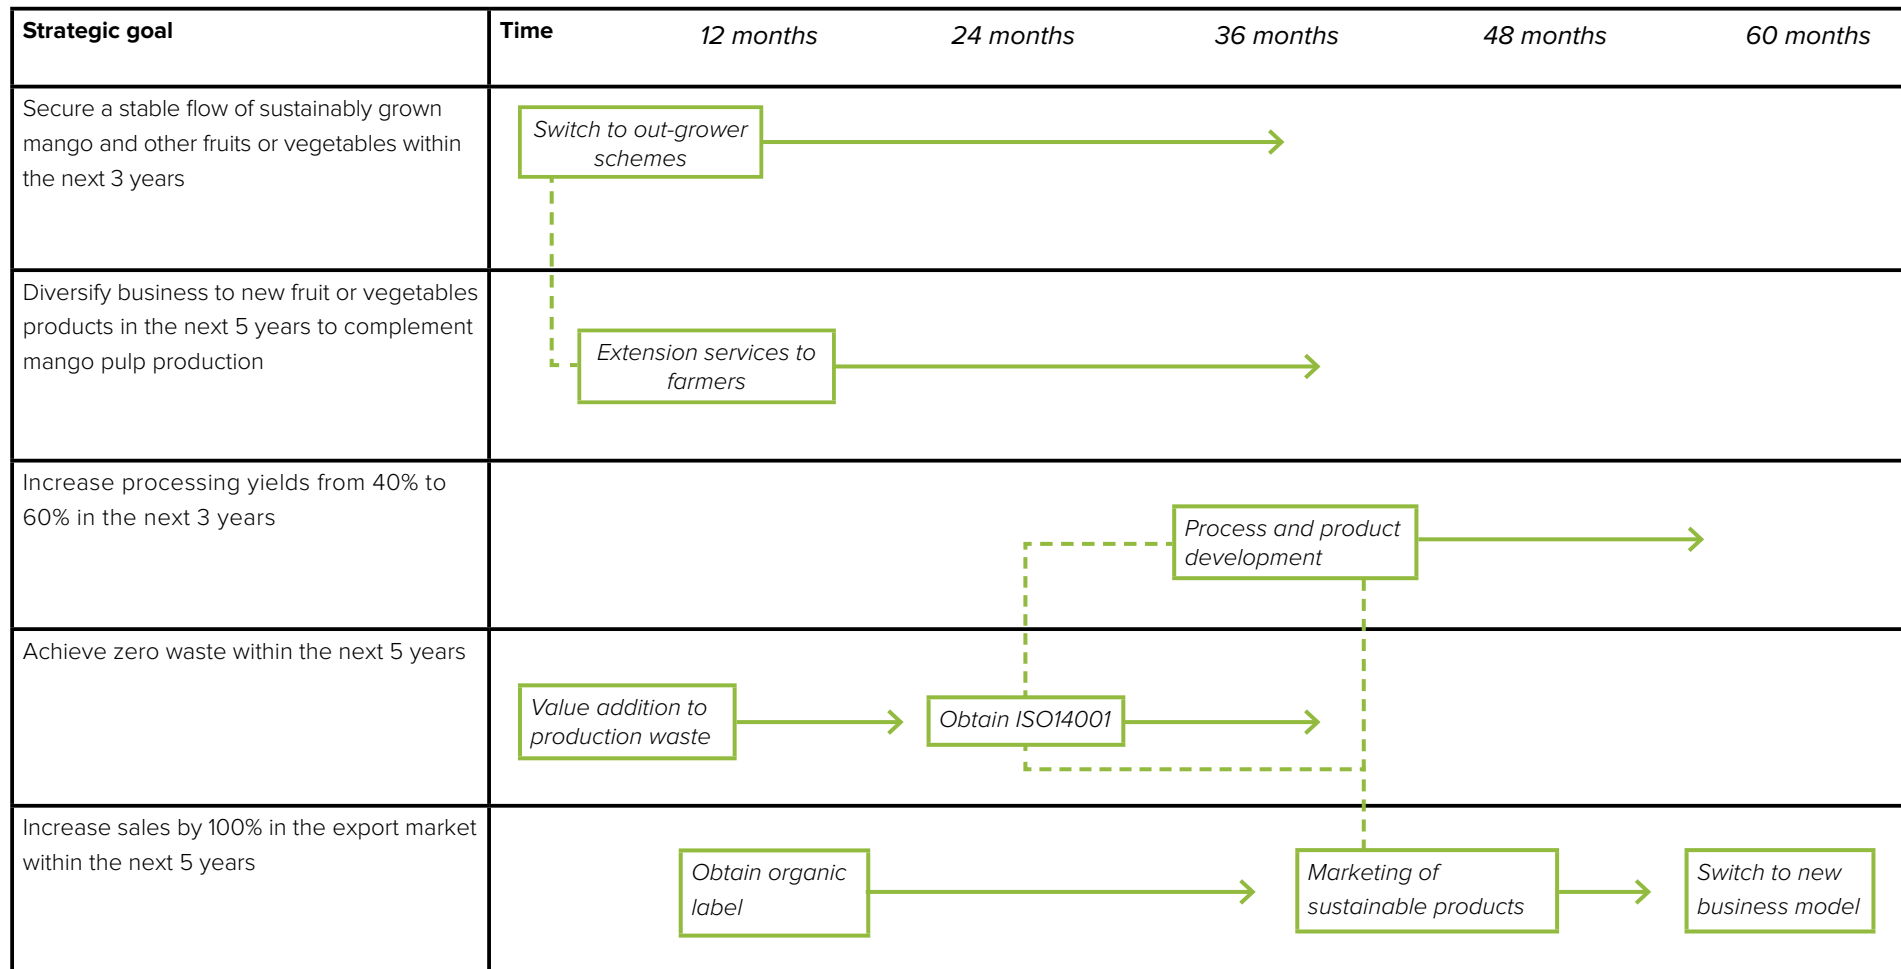 Strategic goal
Time
12 months
24 months
36 months
48 months
60 months
Secure a stable flow of sustainably grown
mango and other fruits or vegetables within
the next 3 years
Switch to out-grower
schemes
Diversify business to new fruit or vegetables
products in the next 5 years to complement
mango pulp production
Extension services to
farmers
Increase processing yields from 40% to
60% in the next 3 years
Process and product
development
Achieve zero waste within the next 5 years
Value addition to
production waste
Obtain ISO14001
Increase sales by 100% in the export market
within the next 5 years
Obtain organic
label
Marketing of
sustainable products
Switch to new
business model